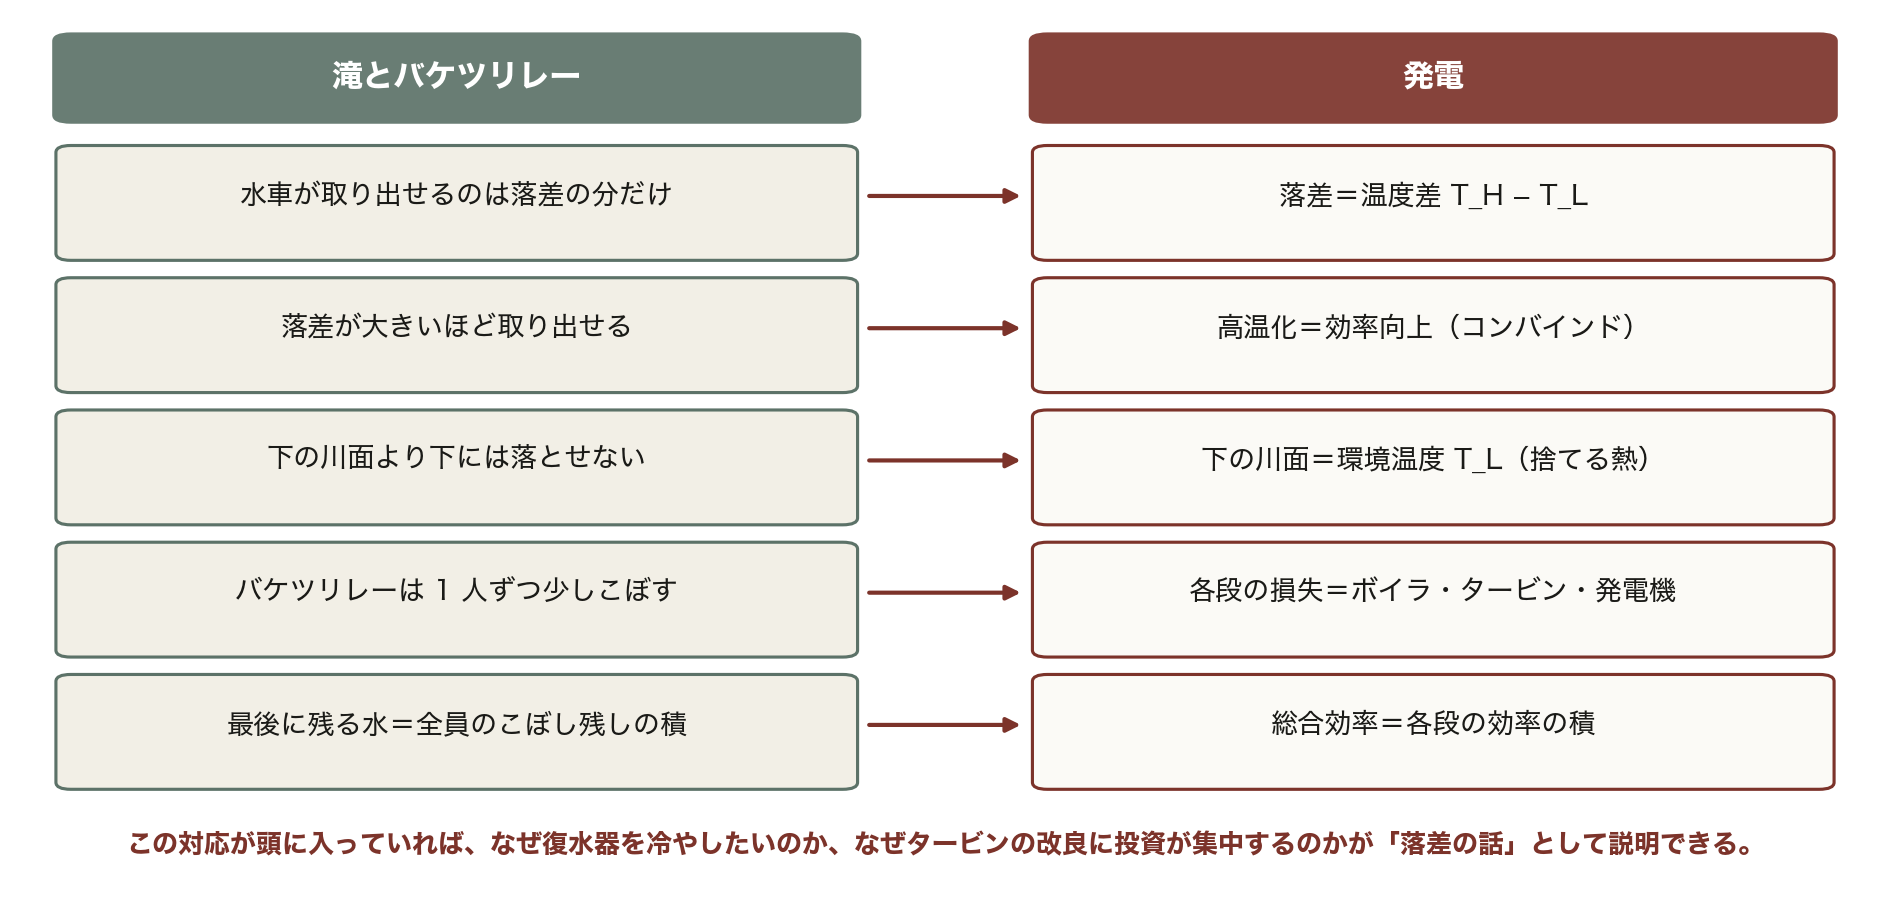 滝とバケツリレー
発電
水車が取り出せるのは落差の分だけ
落差＝温度差 T_H − T_L
落差が大きいほど取り出せる
高温化＝効率向上（コンバインド）
下の川面より下には落とせない
下の川面＝環境温度 T_L（捨てる熱）
バケツリレーは 1 人ずつ少しこぼす
各段の損失＝ボイラ・タービン・発電機
最後に残る水＝全員のこぼし残しの積
総合効率＝各段の効率の積
この対応が頭に入っていれば、なぜ復水器を冷やしたいのか、なぜタービンの改良に投資が集中するのかが「落差の話」として説明できる。